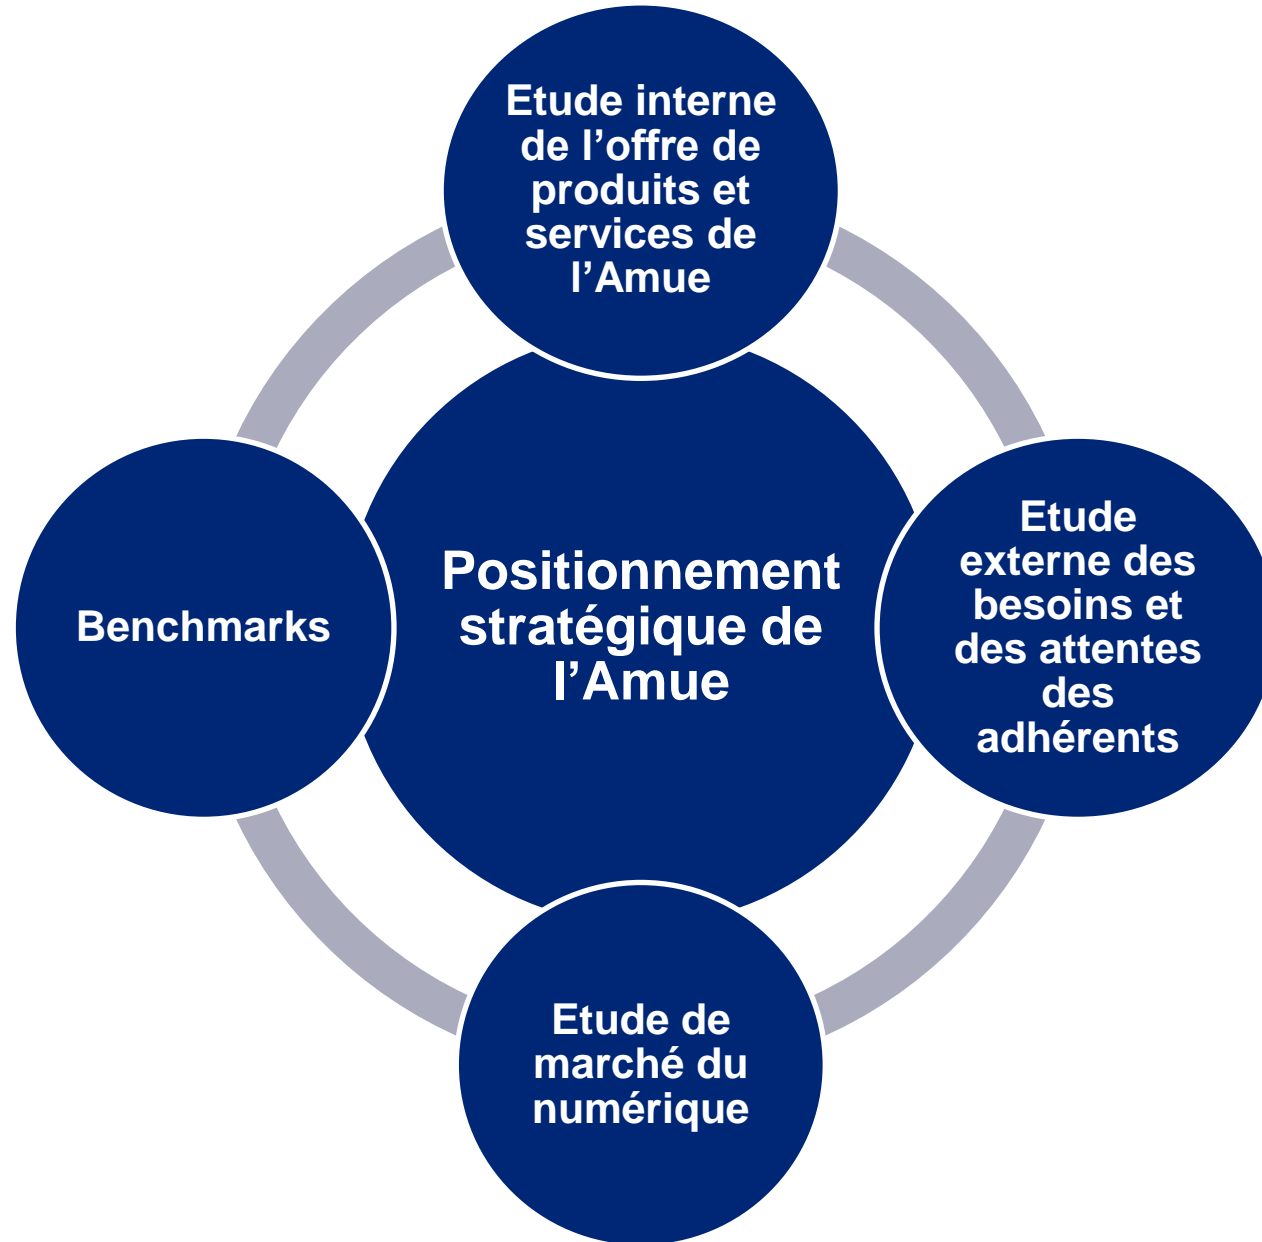 Etude interne
de l’offre de
produits et
services de
l’Amue
Benchmarks
Positionnement
stratégique de
l’Amue
Etude
externe des
besoins et
des attentes
des
adhérents
Etude de
marché du
numérique